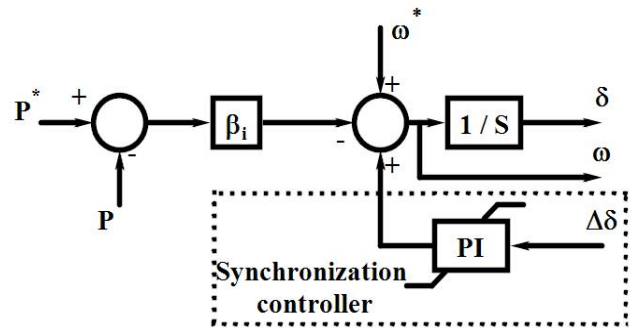 ω*
+
P*
+
βi
-
1 / S
δ
-
P
+
ω
PI
Δδ
Synchronization
controller